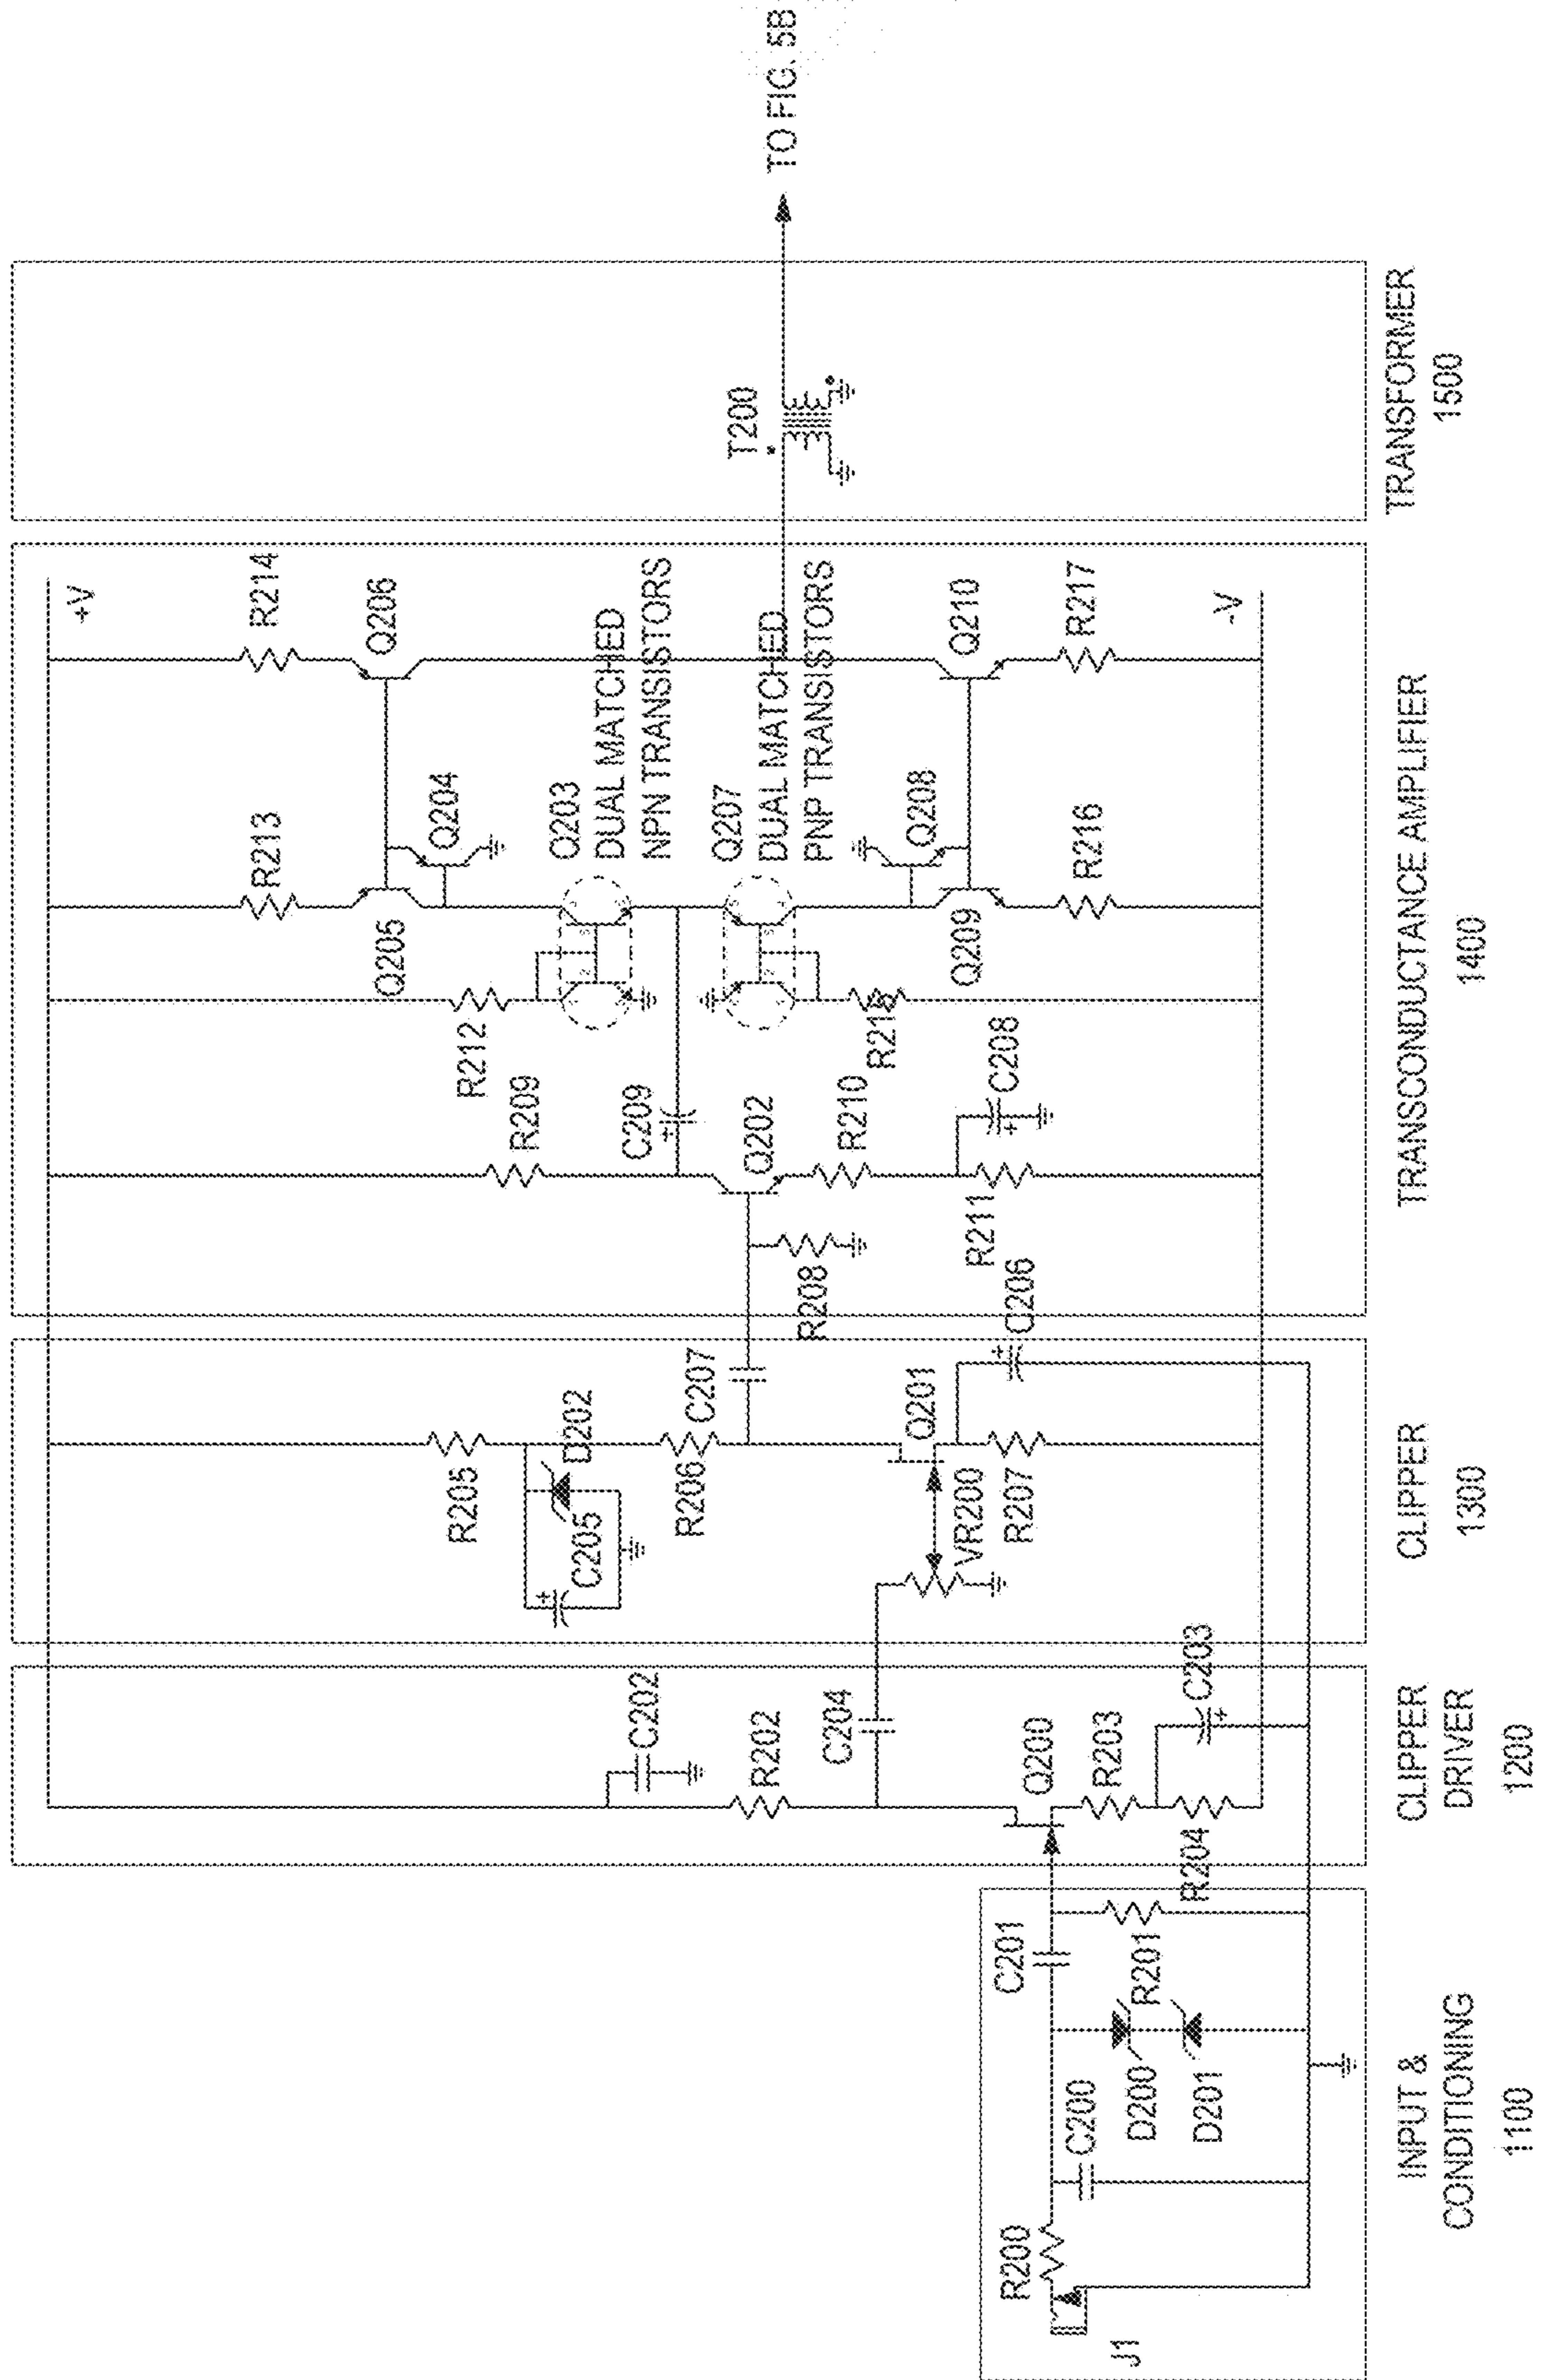 J1
R200
C200
D200
D201
C201
R201
INPUT &
CONDITIONING
1100
C202
R202
C204
Q200
R203
R204
C203
CLIPPER
DRIVER
1200
R205
D202
C205
R206
C207
Q201
VR200
R207
C206
CLIPPER
1300
+V
R208
R209
C209
Q202
R210
R211
C208
R212
R213
R214
Q205
Q204
Q206
Q203
DUAL MATCHED
NPN TRANSISTORS
Q207
DUAL MATCHED
PNP TRANSISTORS
R215
Q208
Q209
Q210
R216
R217
-V
TRANSCONDUCTANCE AMPLIFIER
1400
T200
TRANSFORMER
1500
TO FIG. 5B